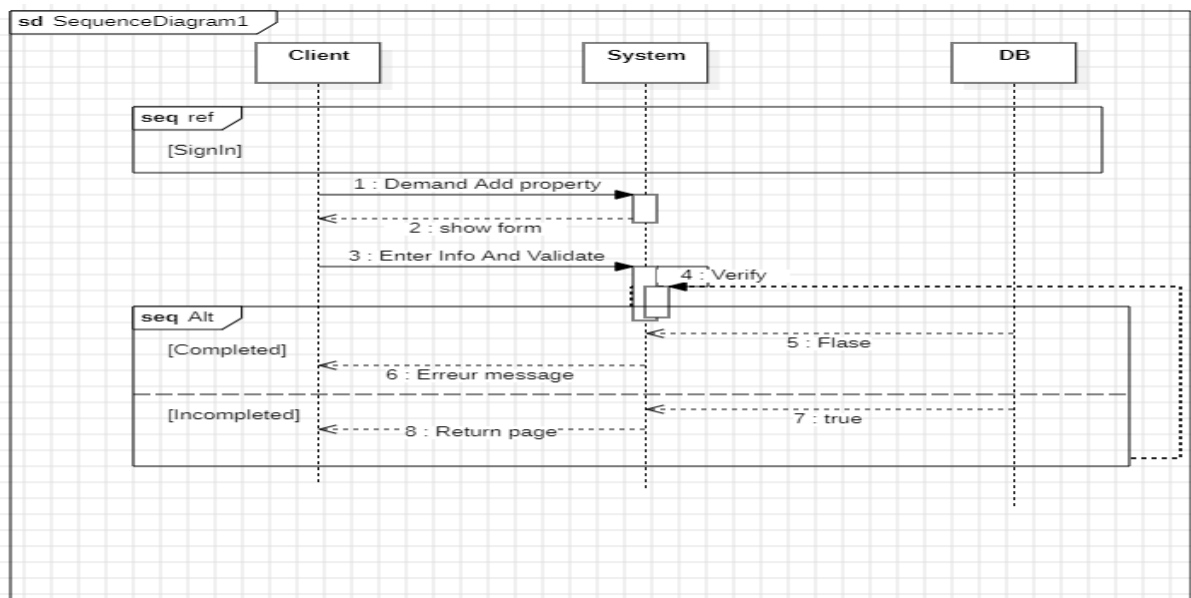 sd SequenceDiagram1
Client
System
DB
seq ref
[SignIn]
1 : Demand Add property
2 : show form
3 : Enter Info And Validate
4 : Verify
seq Alt
5 : Flase
[Completed]
6 : Erreur message
[Incompleted]
7 : true
8 : Return page